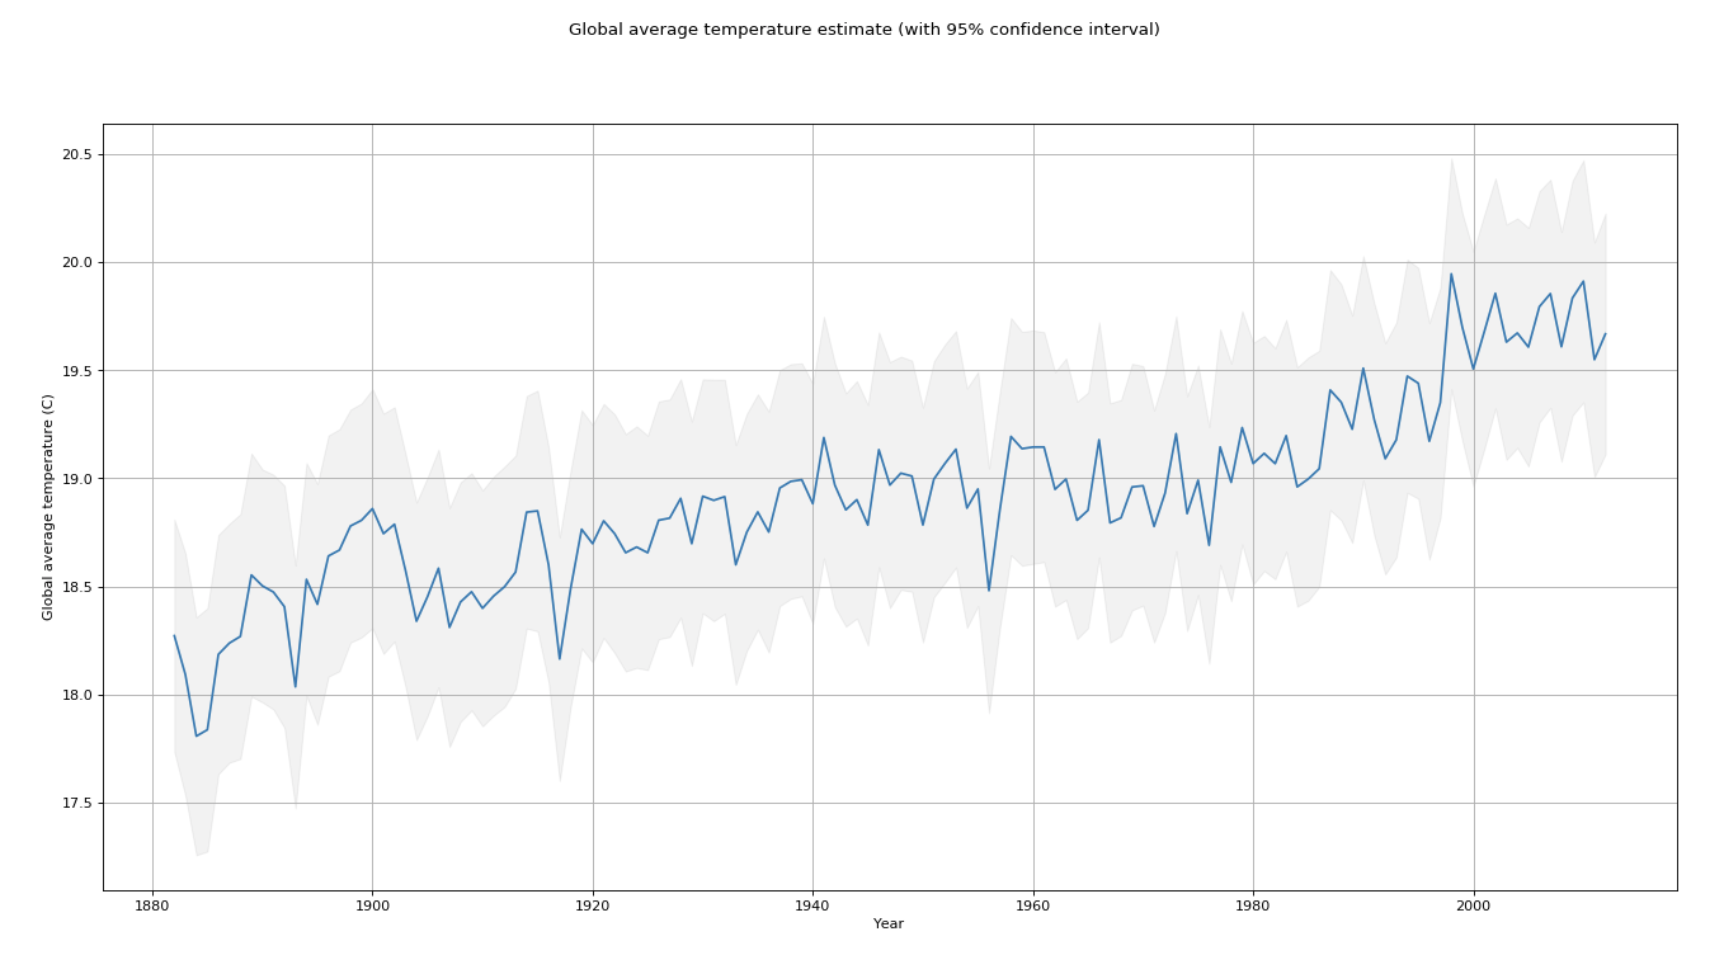 Global average temperature estimate (with 95% confidence interval)
Global average temperature (C)
20.5
20.0
19.5
19.0
18.5
18.0
17.5
1880 1900 1920 1940 1960 1980 2000
Year